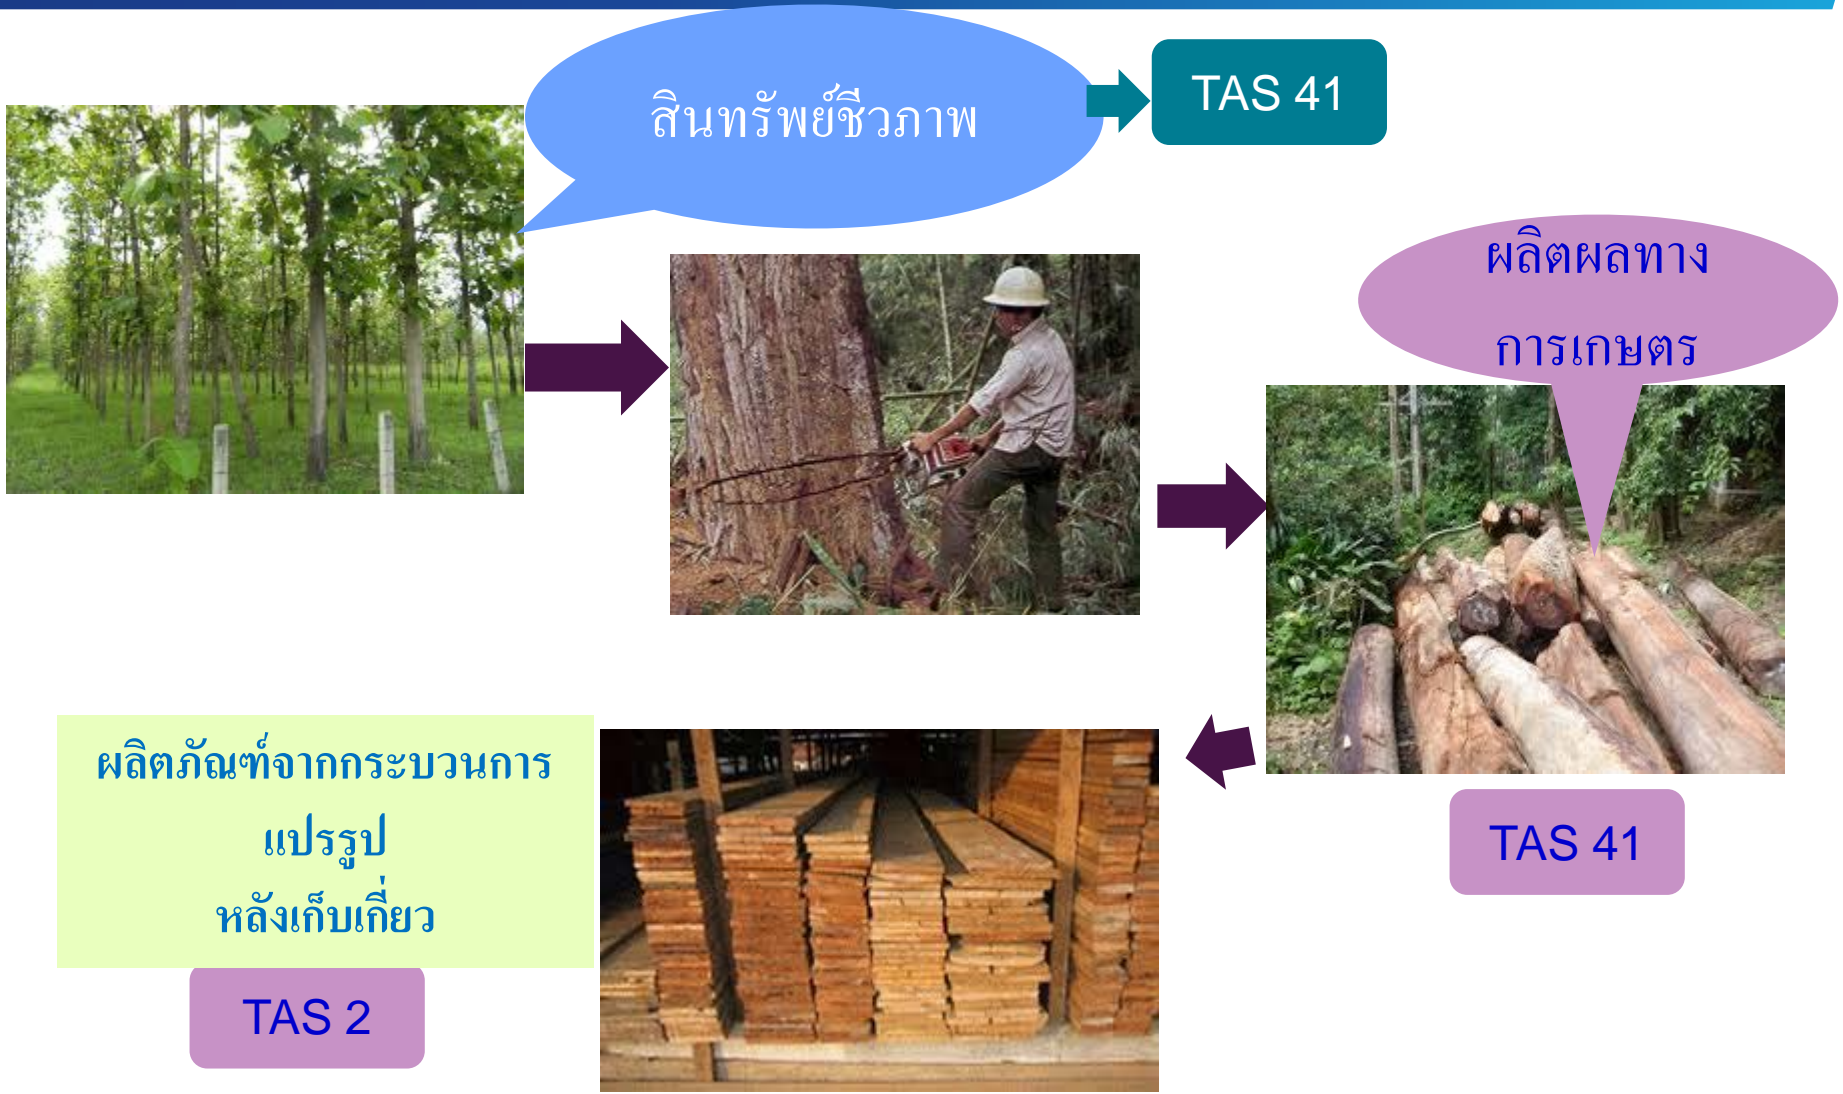 สินทรัพย์ชีวภาพ
TAS 41
ผลิตผลทาง
การเกษตร
TAS 41
ผลิตภัณฑ์จากกระบวนการ
แปรรูป
หลังเก็บเกี่ยว
TAS 2